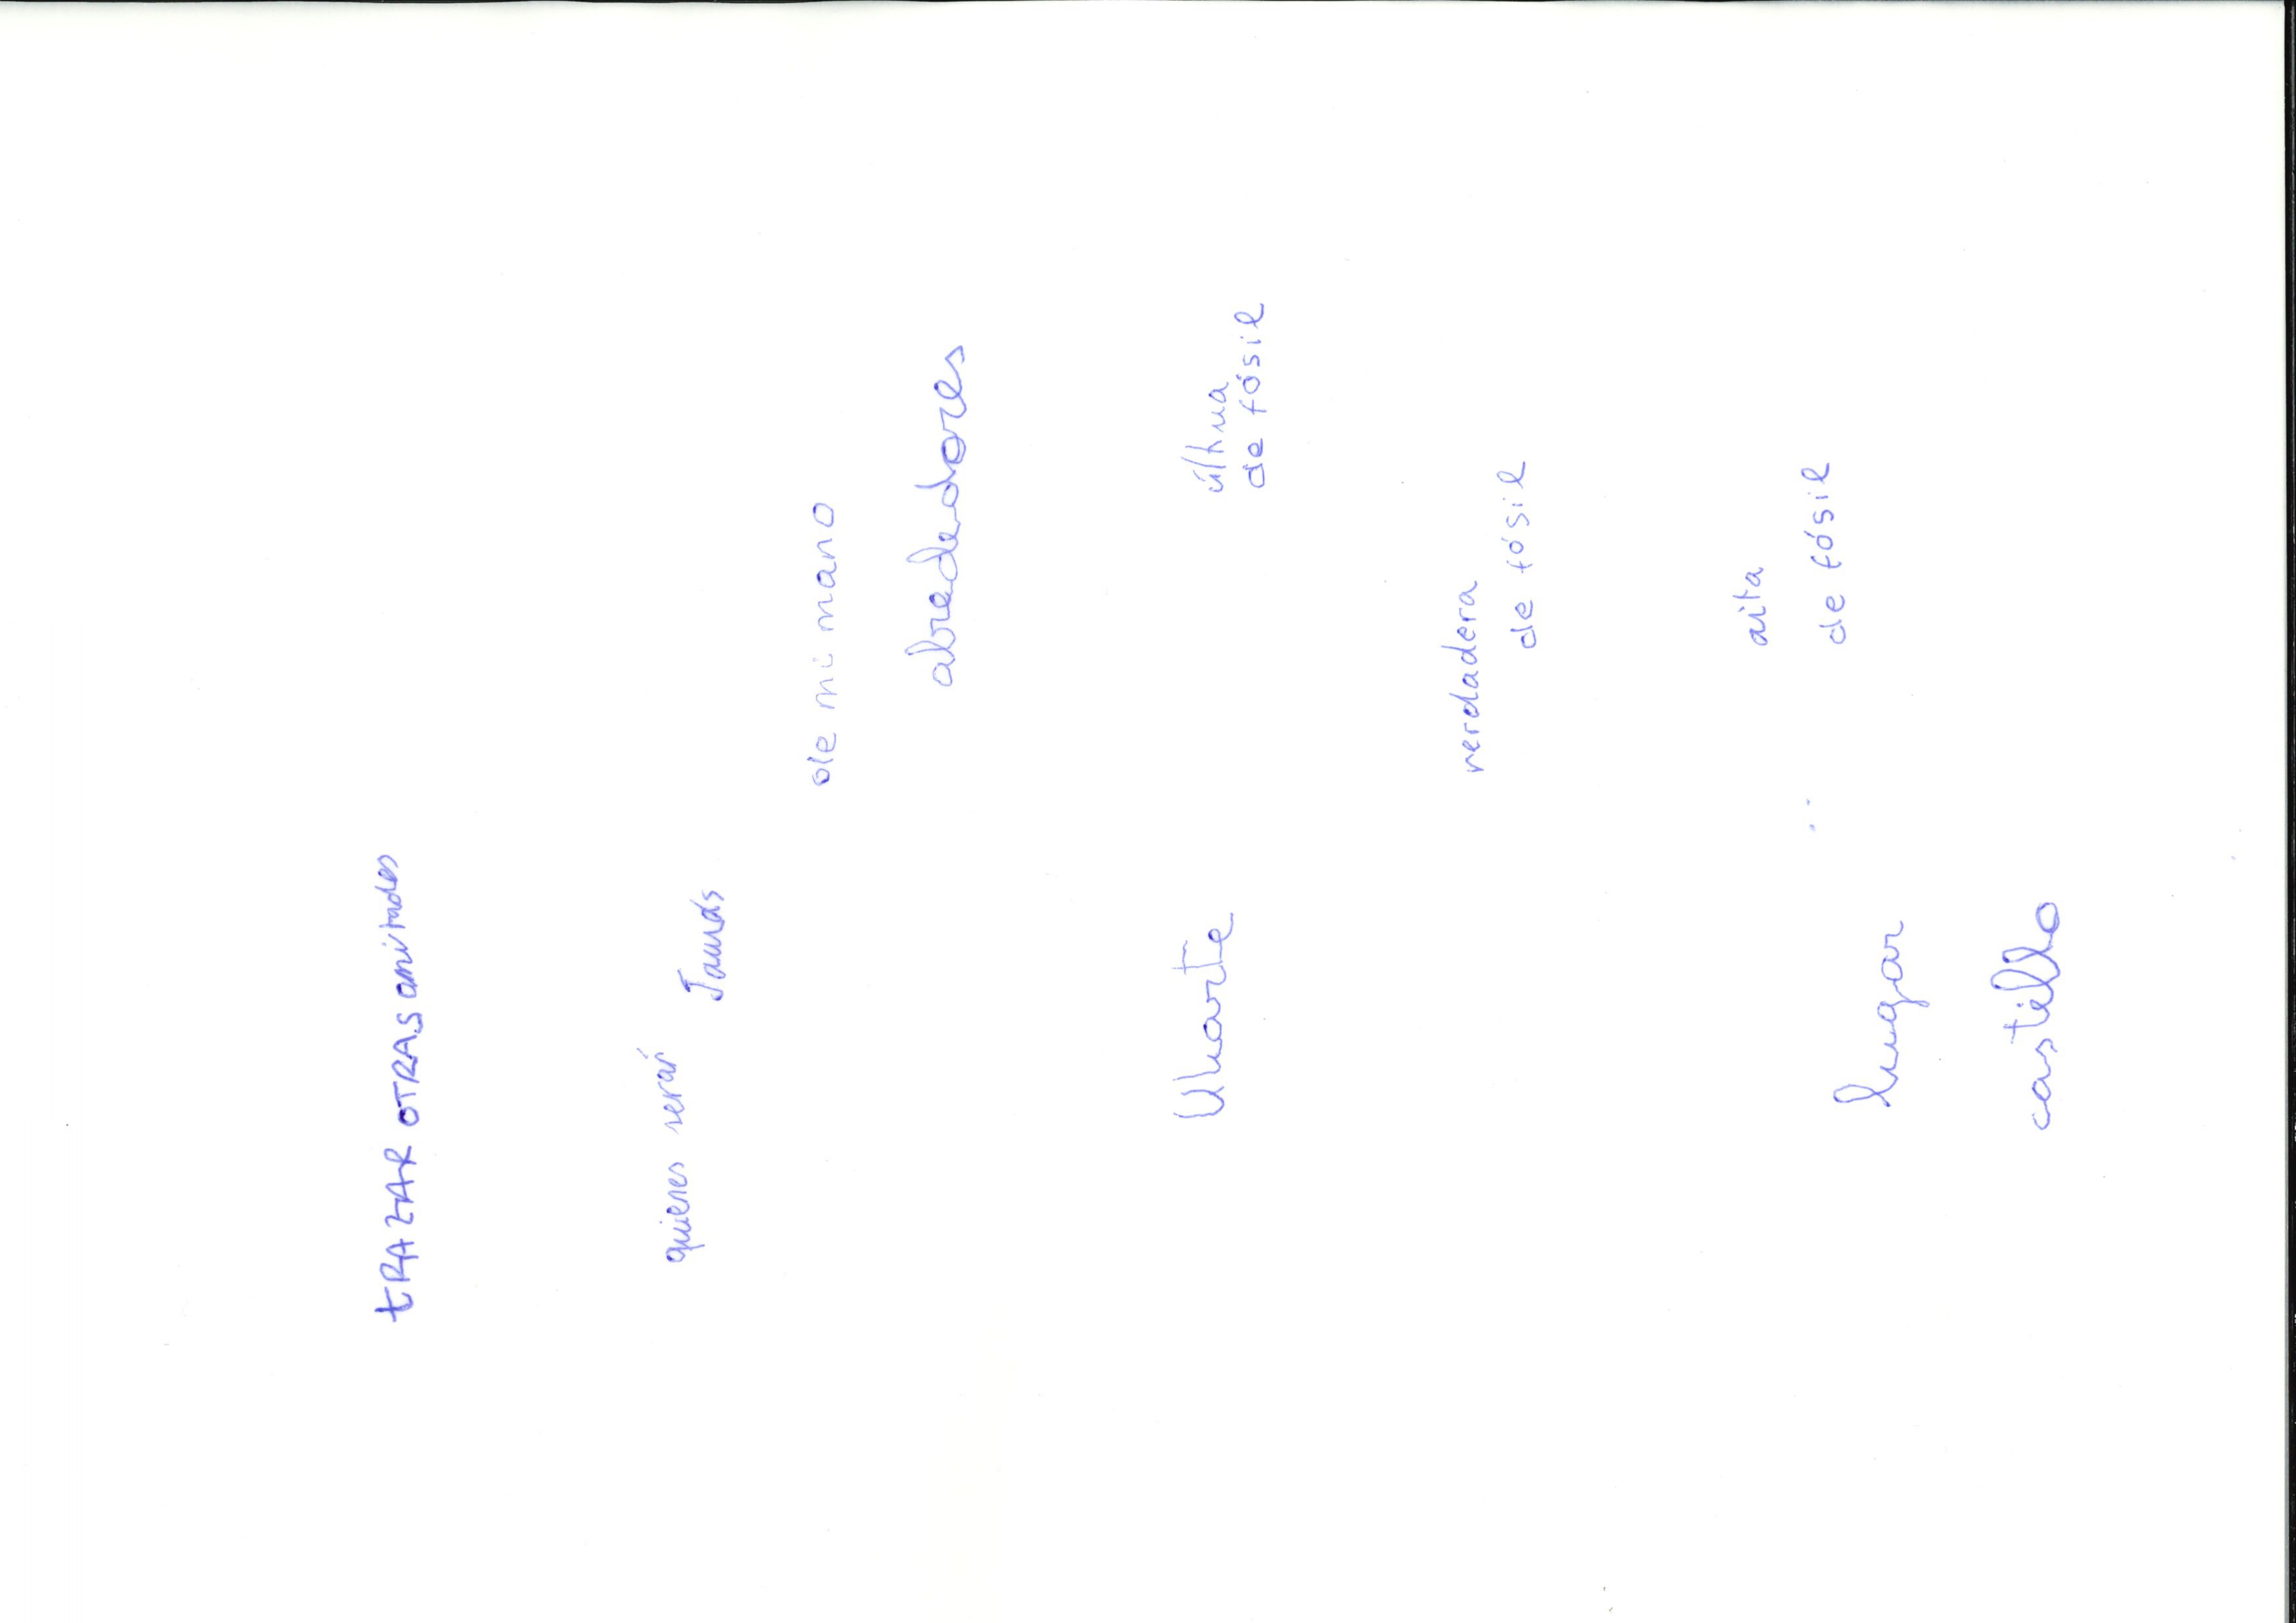 tRAZAR OTRAS amistades
quienes serán
Jamás
de mi mano
alrededores
Uharte
última
de fósil
verdadera
de fósil
aita
de fósil
lugar
castillo